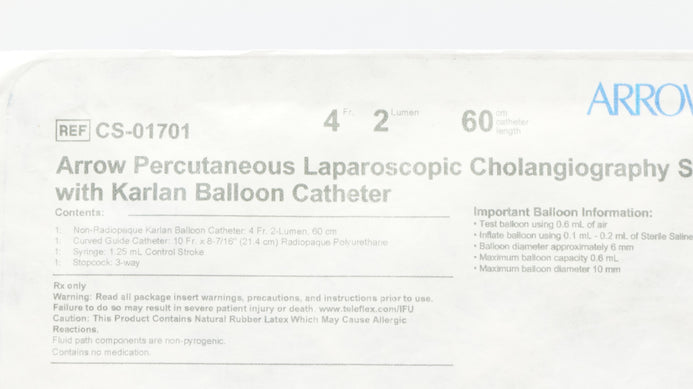 ARROW
REF CS-01701 4 Fr. 2 Lumen 60 cm catheter length
Arrow Percutaneous Laparoscopic Cholangiography S
with Karlan Balloon Catheter
Contents:
1: Non-Radiopaque Karlan Balloon Catheter: 4 Fr. 2-Lumen, 60 cm
1: Curved Guide Catheter: 10 Fr. x 8-7/16" (21.4 cm) Radiopaque Polyurethane
1: Syringe: 1.25 mL Control Stroke
1: Stopcock: 3-way
Important Balloon Information:
• Test balloon using 0.6 mL of air
• Inflate balloon using 0.1 mL - 0.2 mL of Sterile Saline
• Balloon diameter approximately 6 mm
• Maximum balloon capacity 0.6 mL
• Maximum balloon diameter 10 mm
Rx only
Warning: Read all package insert warnings, precautions, and instructions prior to use.
Failure to do so may result in severe patient injury or death. www.teleflex.com/IFU
Caution: This Product Contains Natural Rubber Latex Which May Cause Allergic
Reactions.
Fluid path components are non-pyrogenic.
Contains no medication.